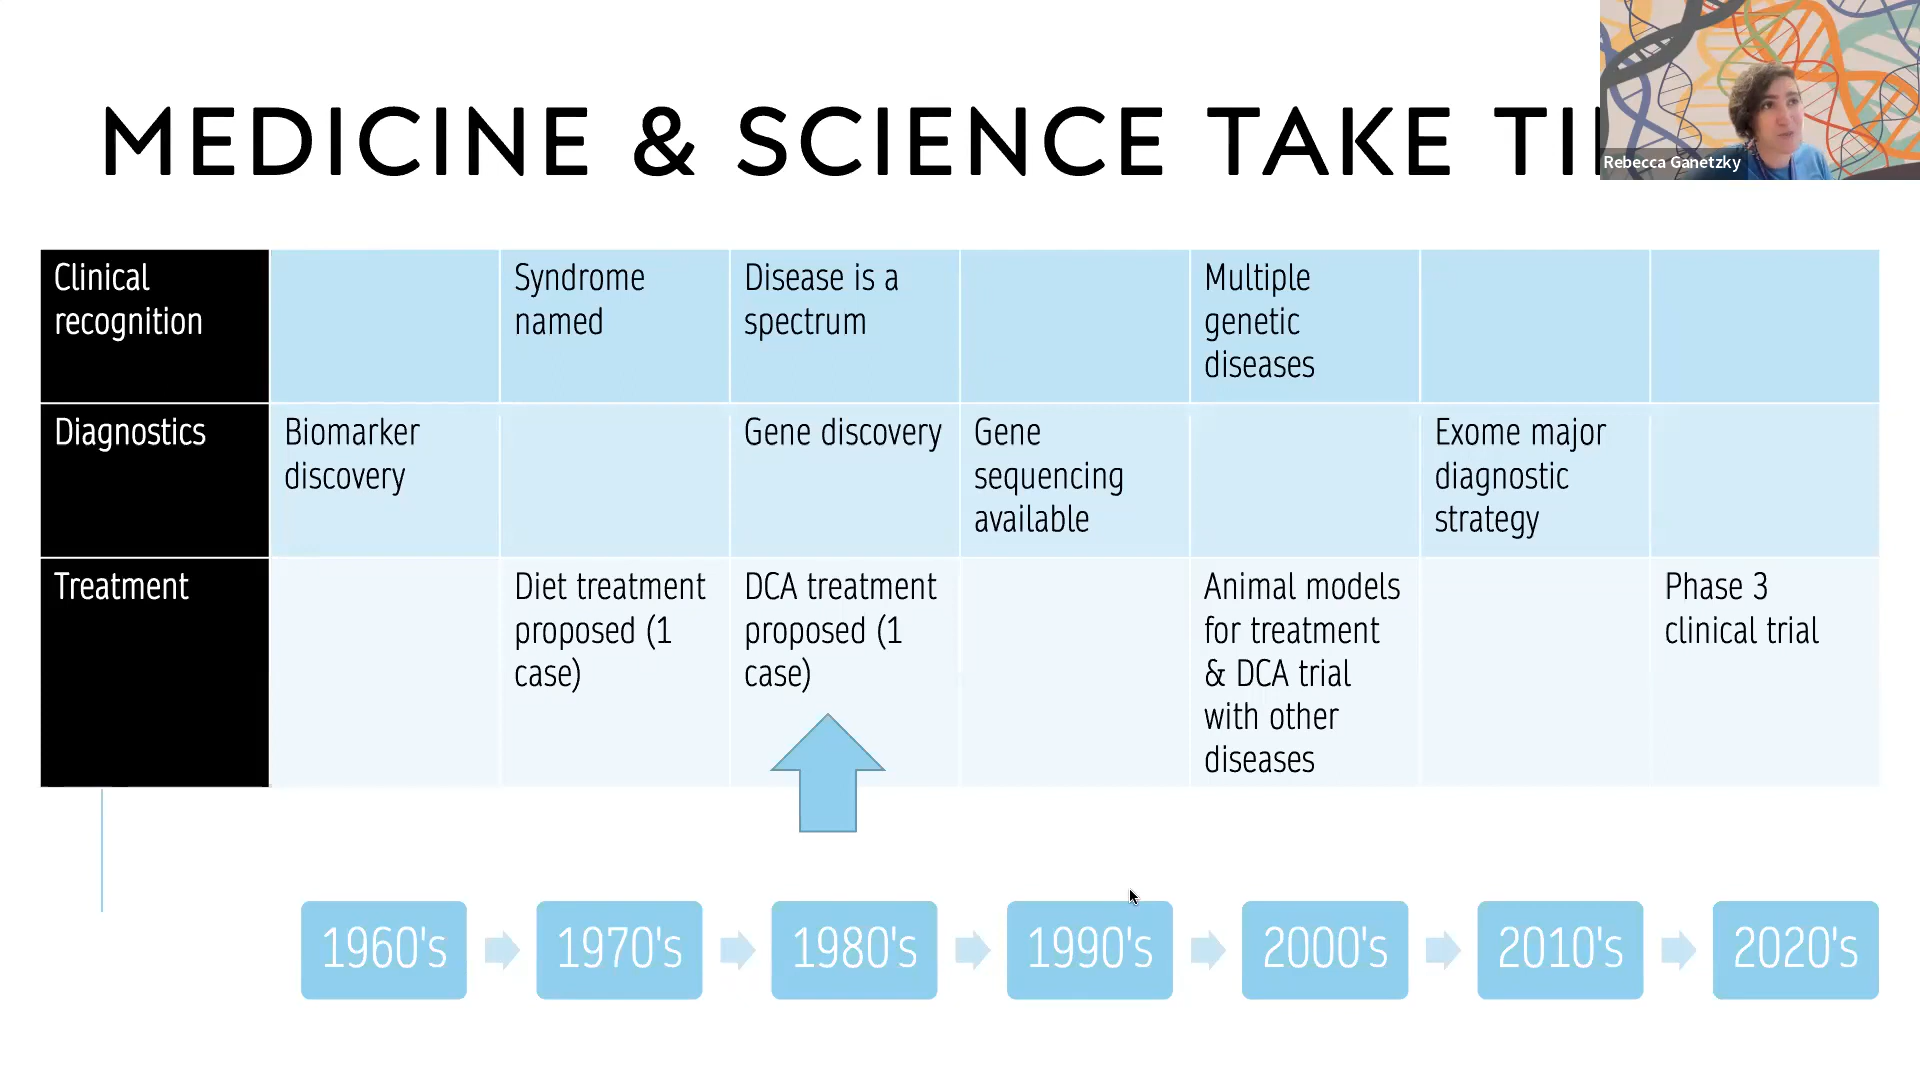 MEDICINE & SCIENCE TAKE TI
Rebecca Ganetzky
Clinical
recognition
Syndrome
named
Disease is a
spectrum
Multiple
genetic
diseases
Diagnostics
Biomarker
discovery
Gene discovery
Gene
sequencing
available
Exome major
diagnostic
strategy
Treatment
Diet treatment
proposed (1
case)
DCA treatment
proposed (1
case)
Animal models
for treatment
& DCA trial
with other
diseases
Phase 3
clinical trial
1960's
1970's
1980's
1990's
2000's
2010's
2020's